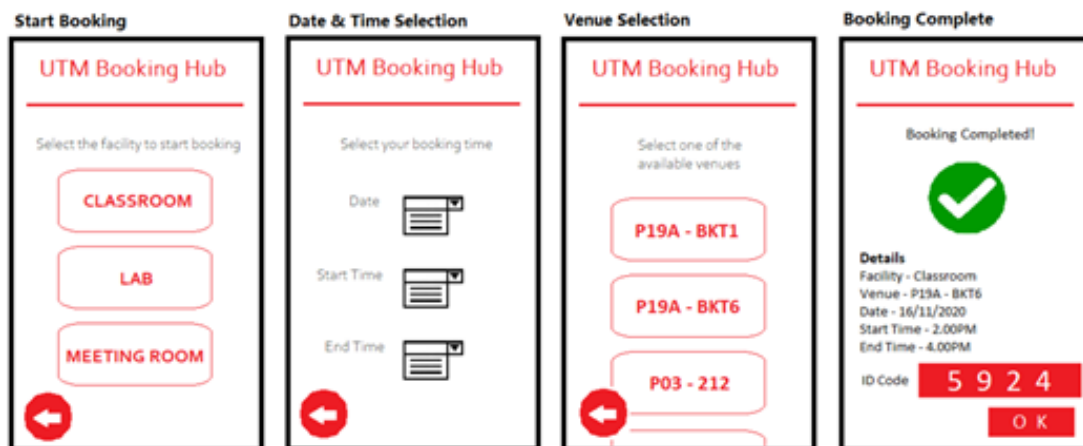 Start Booking
UTM Booking Hub
Select the facility to start booking
CLASSROOM
LAB
MEETING ROOM
Date & Time Selection
UTM Booking Hub
Select your booking time
Date
Start Time
End Time
Venue Selection
UTM Booking Hub
Select one of the
available venues
P19A - BKT1
P19A - BKT6
P03 - 212
Booking Complete
UTM Booking Hub
Booking Completed!
Details
Facility - Classroom
Venue - P19A - BKT6
Date - 16/11/2020
Start Time - 2.00PM
End Time - 4.00PM
ID Code 5 9 2 4
O K